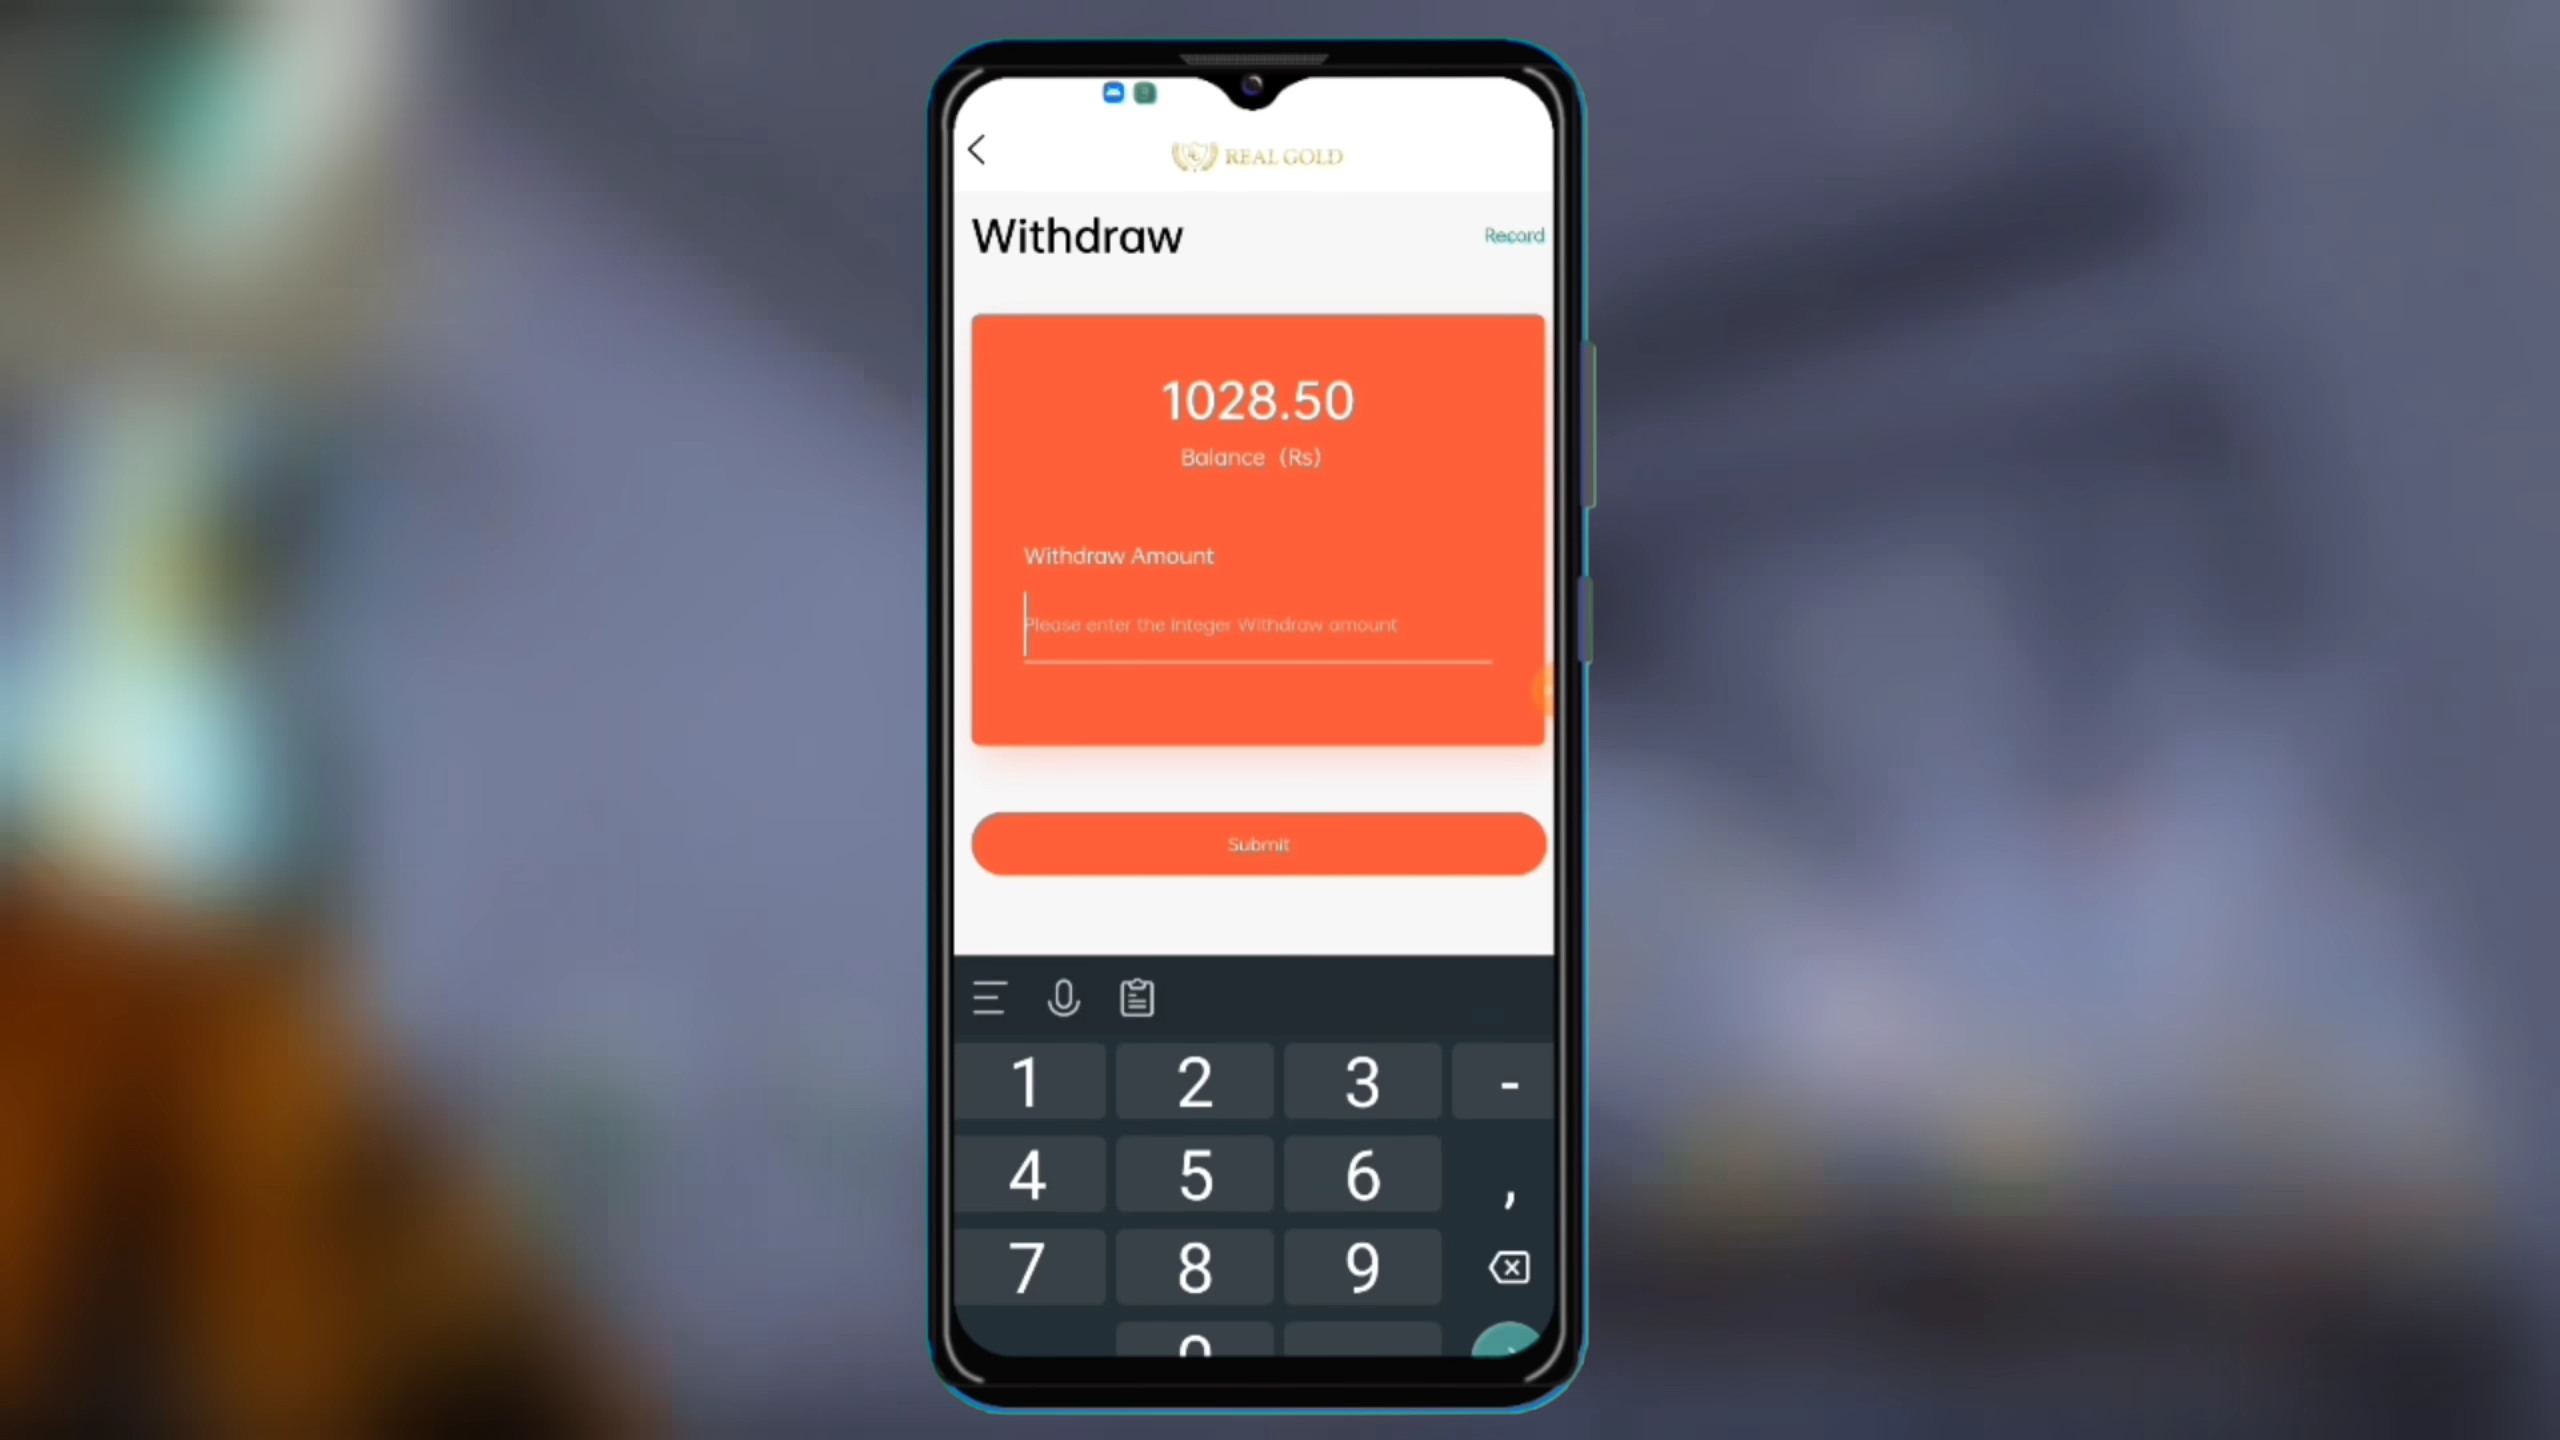 REAL GOLD
Withdraw
Record
1028.50
Balance (Rs)
Withdraw Amount
Please enter the Integer Withdraw amount
Submit
1 2 3 -
4 5 6 ,
7 8 9
0